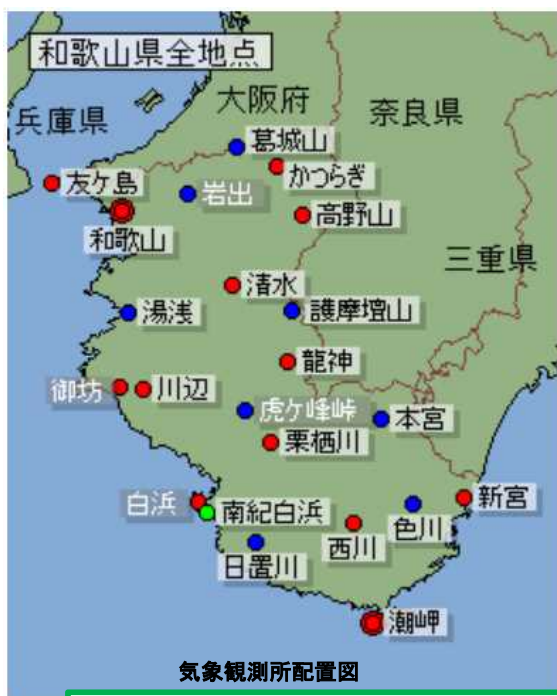 和歌山県全地点
兵庫県
大阪府
奈良県
葛城山
かつらぎ
友ケ島
岩出
高野山
和歌山
三重県
清水
湯浅
護摩壇山
龍神
御坊
川辺
虎ケ峰峠
本宮
栗栖川
白浜
南紀白浜
新宮
西川
色川
日置川
潮岬
気象観測所配置図